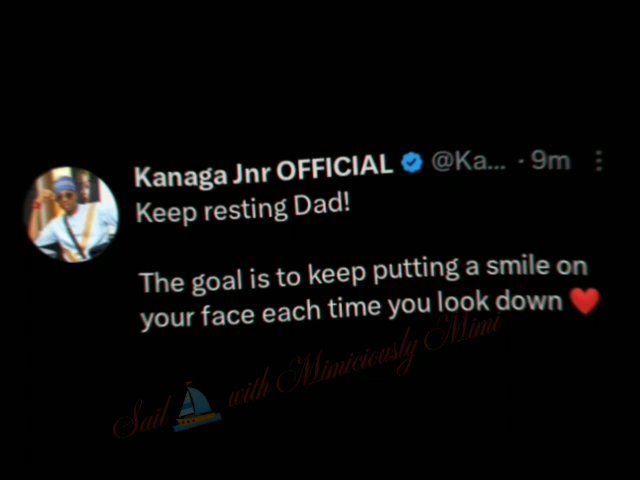 Kanaga Jnr OFFICIAL @Ka... · 9m
Keep resting Dad!
The goal is to keep putting a smile on
your face each time you look down ❤️
Sail ⛵ with Mimiciously Mimi